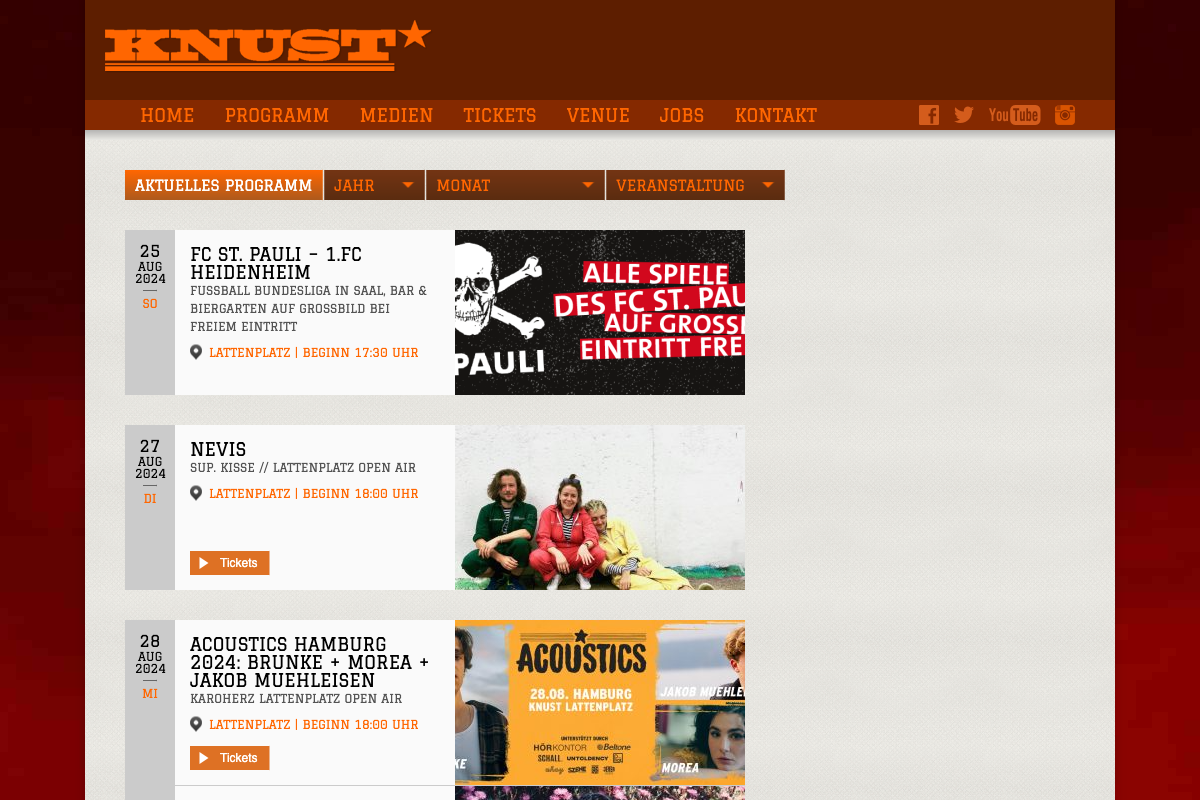 KNUST
HOME PROGRAMM MEDIEN TICKETS VENUE JOBS KONTAKT You Tube
AKTUELLES PROGRAMM JAHR MONAT VERANSTALTUNG
25
AUG
2024
SO
FC ST. PAULI – 1.FC
HEIDENHEIM
FUSSBALL BUNDESLIGA IN SAAL, BAR &
BIERGARTEN AUF GROSSBILD BEI
FREIEM EINTRITT
LATTENPLATZ | BEGINN 17:30 UHR
PAULI
ALLE SPIELE
DES FC ST. PAU
AUF GROSS
EINTRITT FRE
27
AUG
2024
DI
NEVIS
SUP. KISSE // LATTENPLATZ OPEN AIR
LATTENPLATZ | BEGINN 18:00 UHR
Tickets
28
AUG
2024
MI
ACOUSTICS HAMBURG
2024: BRUNKE + MOREA +
JAKOB MUEHLEISEN
KAROHERZ LATTENPLATZ OPEN AIR
LATTENPLATZ | BEGINN 18:00 UHR
Tickets
ACOUSTICS
28.08. HAMBURG
KNUST LATTENPLATZ
JAKOB MUEHLE
UNTERSTÜTZT DURCH
HÖRKONTOR Beltone
SCHALL. UNTOLDENCY
ahoy
KE
MOREA